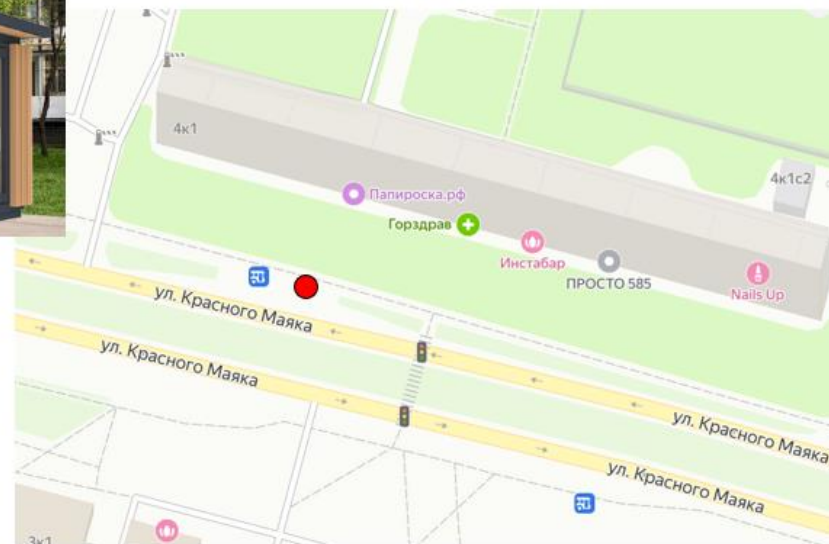 4к1
4к1с2
Папироска.рф
Горздрав
Инстабар
ПРОСТО 585
Nails Up
ул. Красного Маяка
ул. Красного Маяка
ул. Красного Маяка
ул. Красного Маяка
3к1